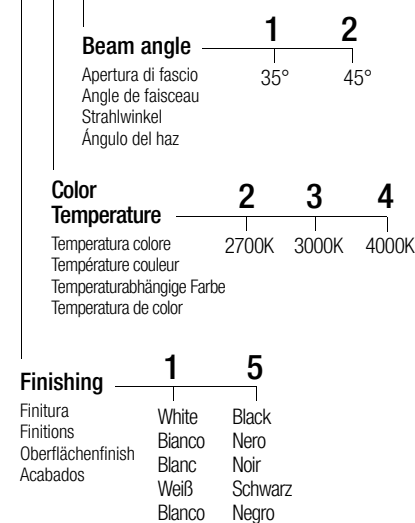 Beam angle 1 2
Apertura di fascio 35° 45°
Angle de faisceau
Strahlwinkel
Ángulo del haz
Color
Temperature 2 3 4
Temperatura colore 2700K 3000K 4000K
Température couleur
Temperaturabhängige Farbe
Temperatura de color
Finishing 1 5
Finitura White Black
Finitions Bianco Nero
Oberflächenfinish Blanc Noir
Acabados Weiß Schwarz
Blanco Negro